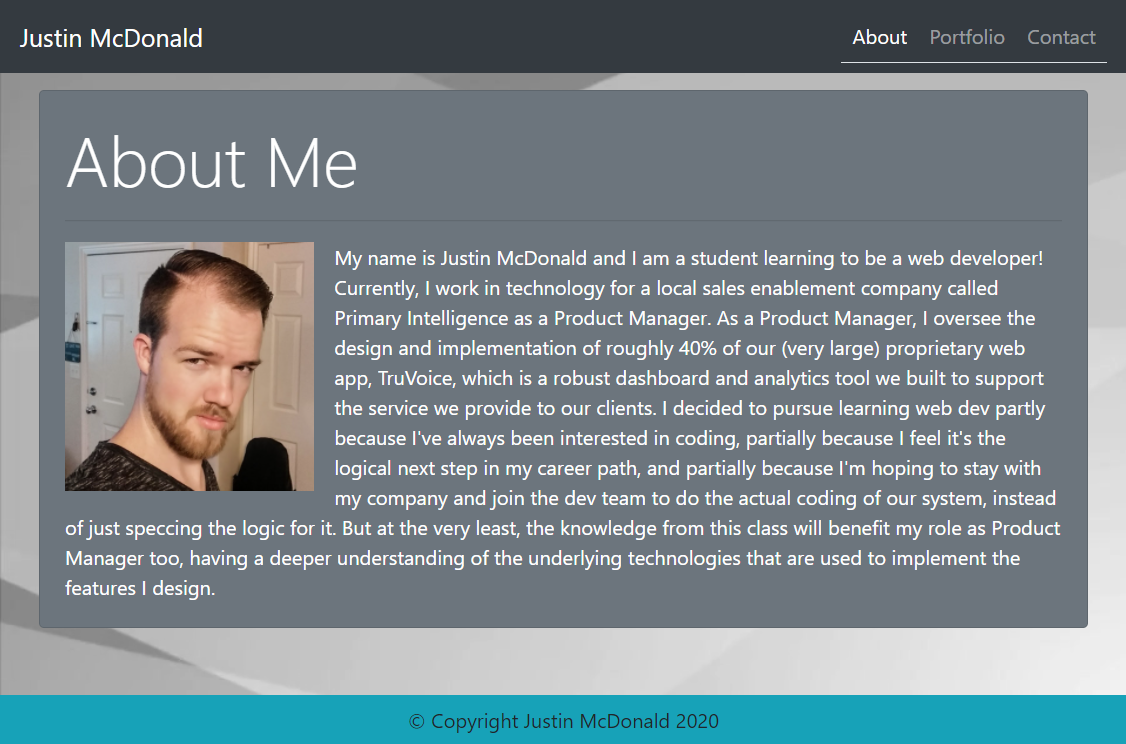 Justin McDonald
About Portfolio Contact
About Me
My name is Justin McDonald and I am a student learning to be a web developer!
Currently, I work in technology for a local sales enablement company called
Primary Intelligence as a Product Manager. As a Product Manager, I oversee the
design and implementation of roughly 40% of our (very large) proprietary web
app, TruVoice, which is a robust dashboard and analytics tool we built to support
the service we provide to our clients. I decided to pursue learning web dev partly
because I've always been interested in coding, partially because I feel it's the
logical next step in my career path, and partially because I'm hoping to stay with
my company and join the dev team to do the actual coding of our system, instead
of just speccing the logic for it. But at the very least, the knowledge from this class will benefit my role as Product
Manager too, having a deeper understanding of the underlying technologies that are used to implement the
features I design.
© Copyright Justin McDonald 2020